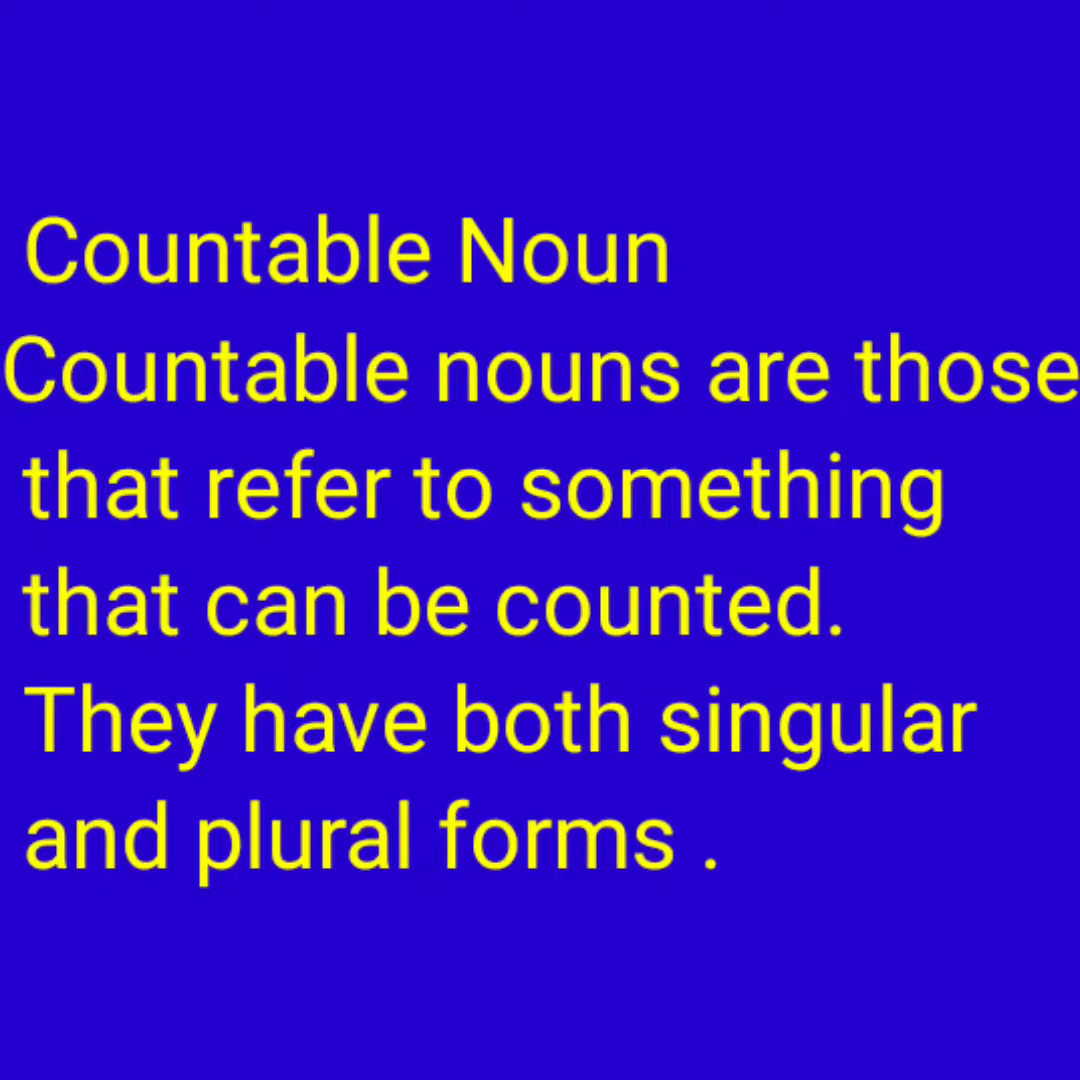 Countable Noun
Countable nouns are those
that refer to something
that can be counted.
They have both singular
and plural forms .